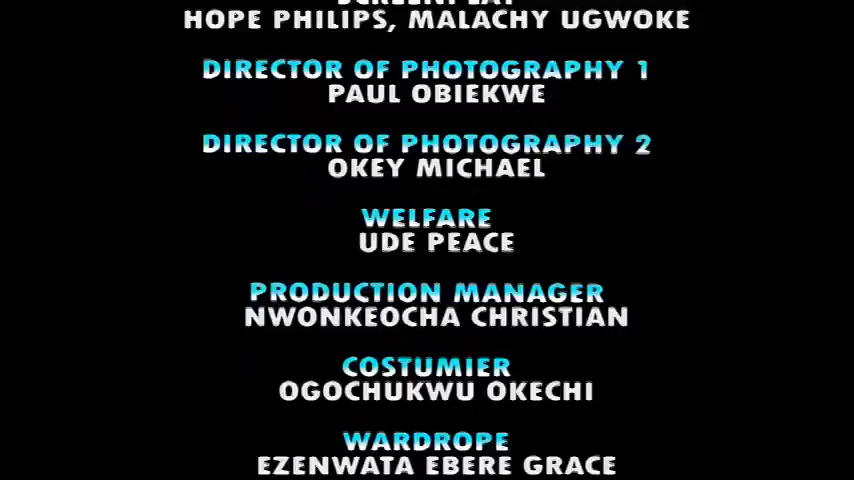 SCREENPLAY
HOPE PHILIPS, MALACHY UGWOKE
DIRECTOR OF PHOTOGRAPHY 1
PAUL OBIEKWE
DIRECTOR OF PHOTOGRAPHY 2
OKEY MICHAEL
WELFARE
UDE PEACE
PRODUCTION MANAGER
NWONKEOCHA CHRISTIAN
COSTUMIER
OGOCHUKWU OKECHI
WARDROPE
EZENWATA EBERE GRACE